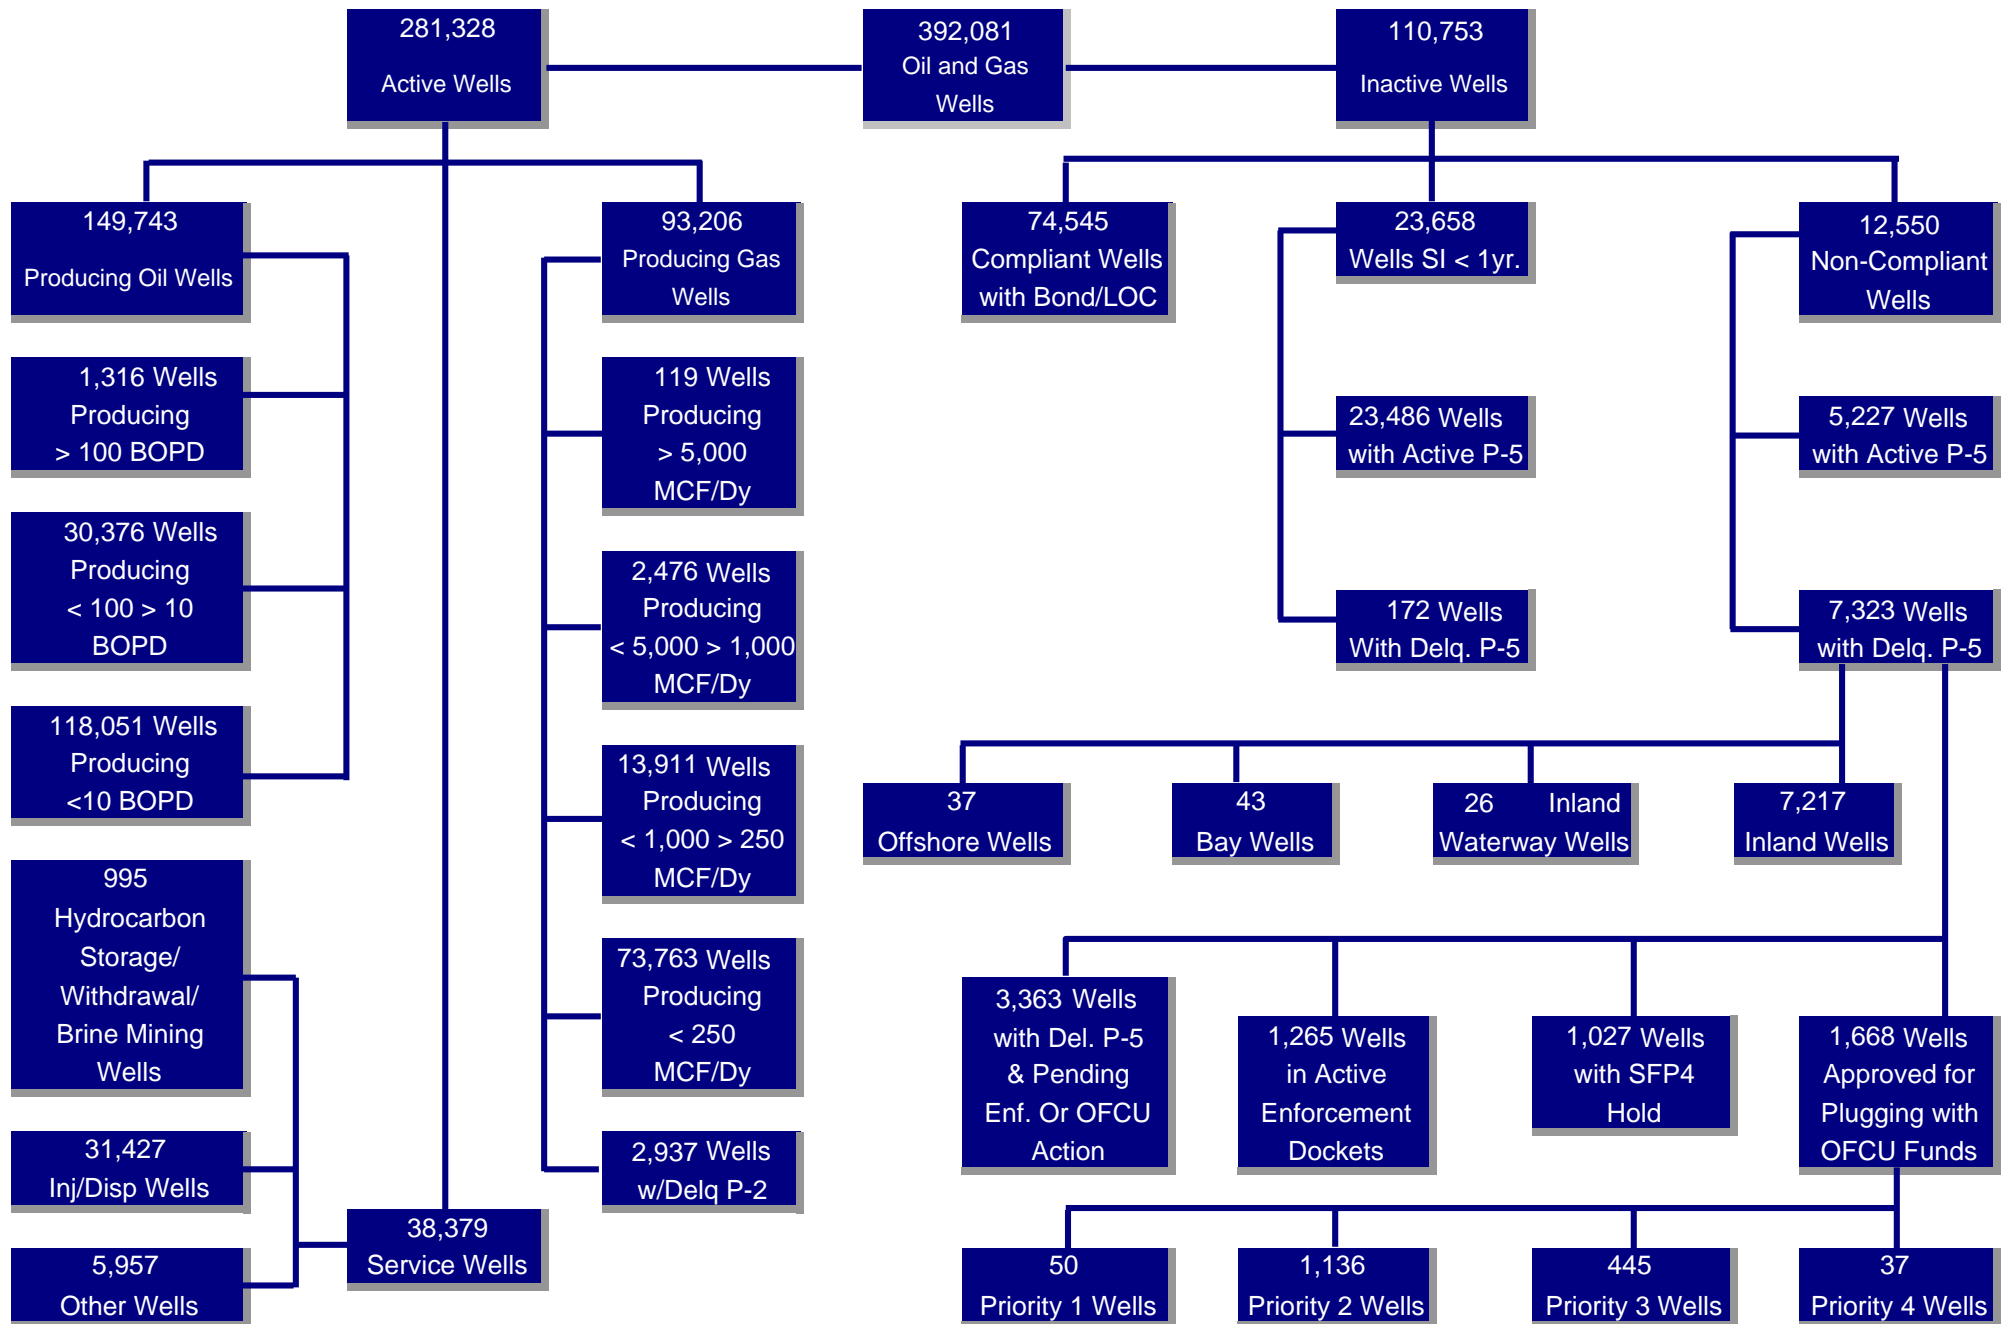 281,328
Active Wells
392,081
Oil and Gas
Wells
110,753
Inactive Wells
149,743
Producing Oil Wells
93,206
Producing Gas
Wells
74,545
Compliant Wells
with Bond/LOC
23,658
Wells SI < 1yr.
12,550
Non-Compliant
Wells
1,316 Wells
Producing
> 100 BOPD
119 Wells
Producing
> 5,000
MCF/Dy
23,486 Wells
with Active P-5
5,227 Wells
with Active P-5
30,376 Wells
Producing
< 100 > 10
BOPD
2,476 Wells
Producing
< 5,000 > 1,000
MCF/Dy
172 Wells
With Delq. P-5
7,323 Wells
with Delq. P-5
118,051 Wells
Producing
<10 BOPD
13,911 Wells
Producing
< 1,000 > 250
MCF/Dy
37
Offshore Wells
43
Bay Wells
26 Inland
Waterway Wells
7,217
Inland Wells
995
Hydrocarbon
Storage/
Withdrawal/
Brine Mining
Wells
73,763 Wells
Producing
< 250
MCF/Dy
3,363 Wells
with Del. P-5
& Pending
Enf. Or OFCU
Action
1,265 Wells
in Active
Enforcement
Dockets
1,027 Wells
with SFP4
Hold
1,668 Wells
Approved for
Plugging with
OFCU Funds
31,427
Inj/Disp Wells
2,937 Wells
w/Delq P-2
38,379
Service Wells
5,957
Other Wells
50
Priority 1 Wells
1,136
Priority 2 Wells
445
Priority 3 Wells
37
Priority 4 Wells